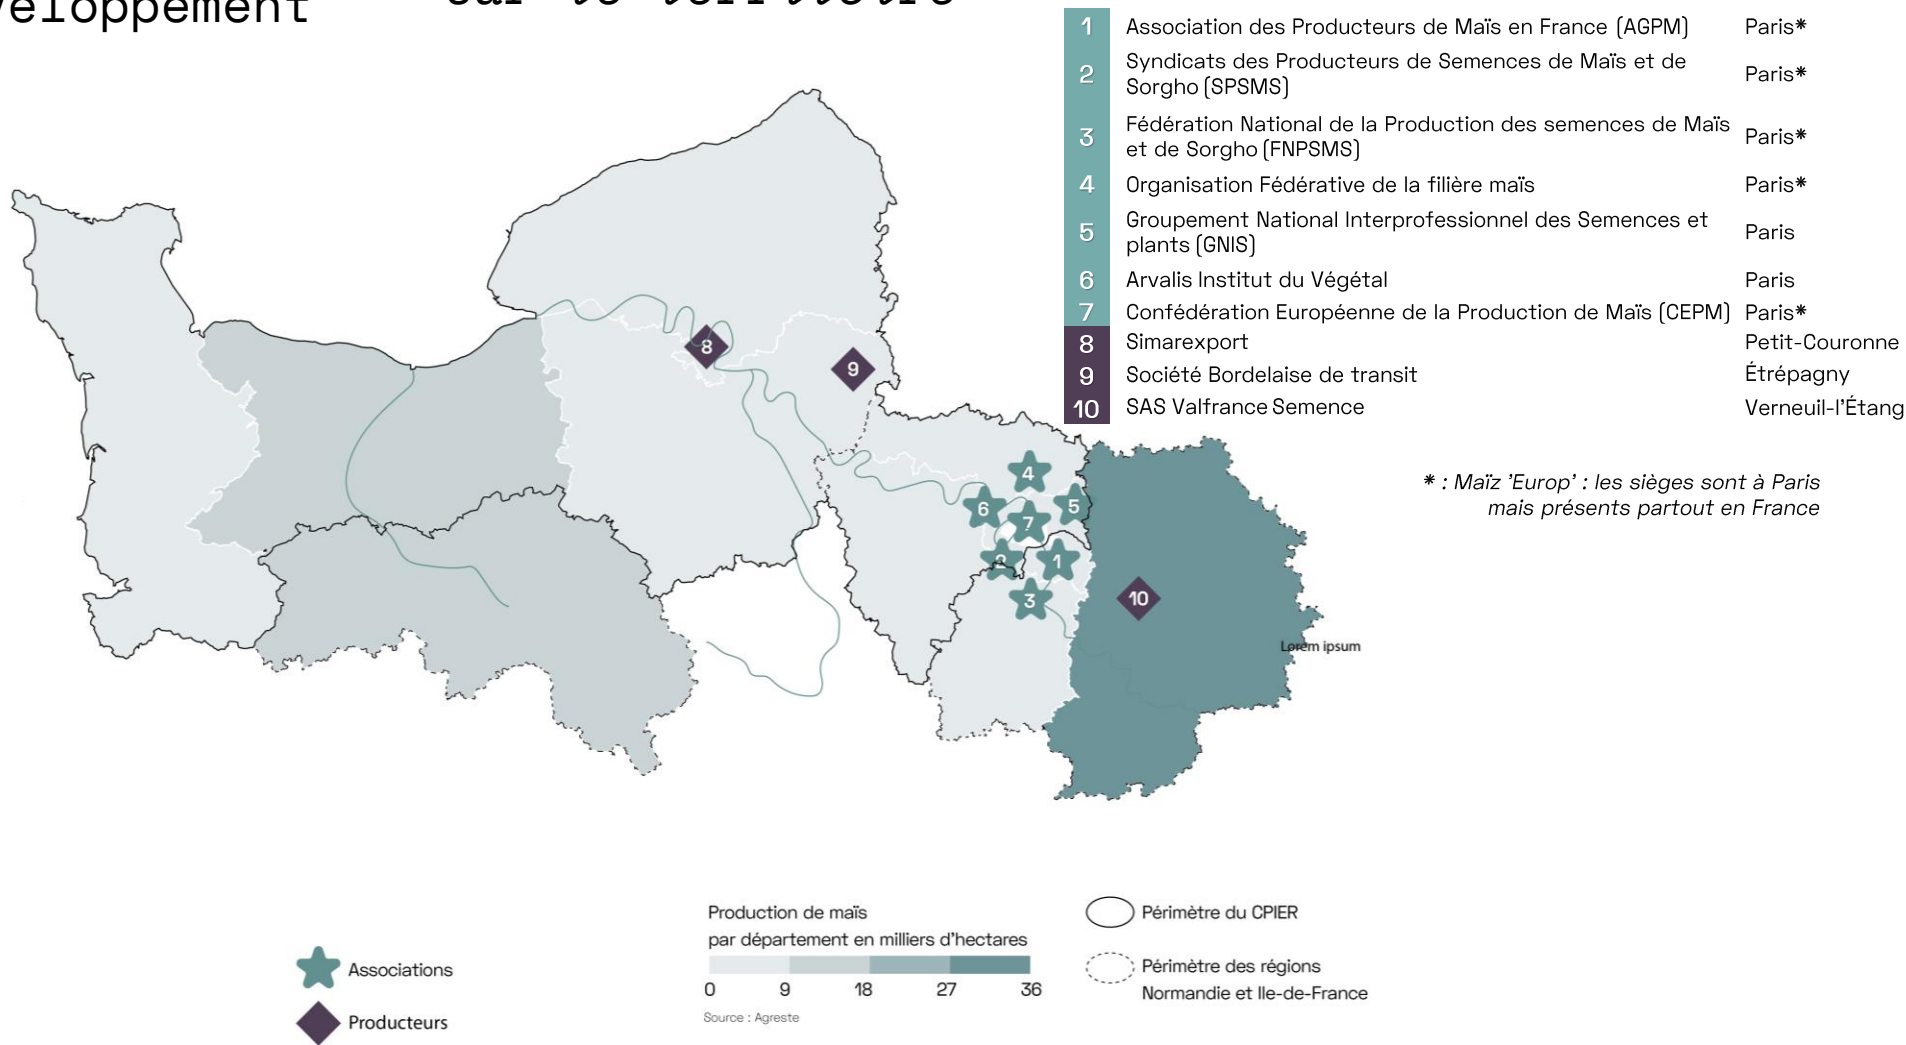 veloppement
sur le territoire
1 Association des Producteurs de Maïs en France (AGPM) Paris*
2 Syndicats des Producteurs de Semences de Maïs et de
Sorgho (SPSMS) Paris*
3 Fédération National de la Production des semences de Maïs
et de Sorgho (FNPSMS) Paris*
4 Organisation Fédérative de la filière maïs Paris*
5 Groupement National Interprofessionnel des Semences et
plants (GNIS) Paris
6 Arvalis Institut du Végétal Paris
7 Confédération Européenne de la Production de Maïs (CEPM) Paris*
8 Simarexport Petit-Couronne
9 Société Bordelaise de transit Étrépagny
10 SAS Valfrance Semence Verneuil-l'Étang
* : Maïz 'Europ' : les sièges sont à Paris
mais présents partout en France
8
9
4
6
5
7
2
1
3
10
Lorem ipsum
Associations
Producteurs
Production de maïs
par département en milliers d'hectares
0 9 18 27 36
Source : Agreste
Périmètre du CPIER
Périmètre des régions
Normandie et Ile-de-France